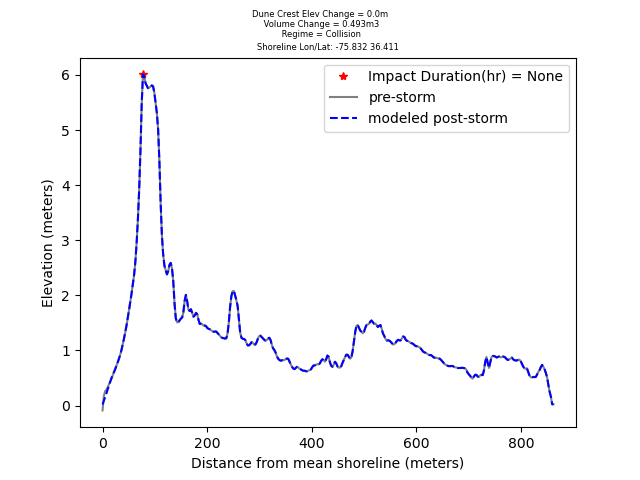 Dune Crest Elev Change = 0.0m
Volume Change = 0.493m3
Regime = Collision
Shoreline Lon/Lat: -75.832 36.411
Impact Duration(hr) = None
pre-storm
modeled post-storm
6
5
4
3
2
1
0
Elevation (meters)
0 200 400 600 800
Distance from mean shoreline (meters)